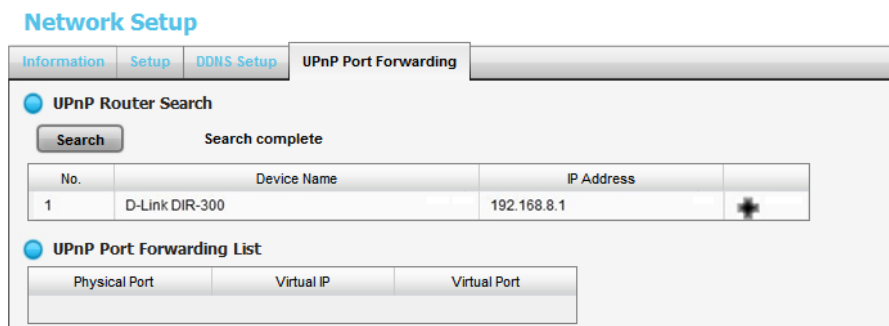 Network Setup
Information Setup DDNS Setup UPnP Port Forwarding
UPnP Router Search
Search Search complete
No. Device Name IP Address
1 D-Link DIR-300 192.168.8.1
UPnP Port Forwarding List
Physical Port Virtual IP Virtual Port